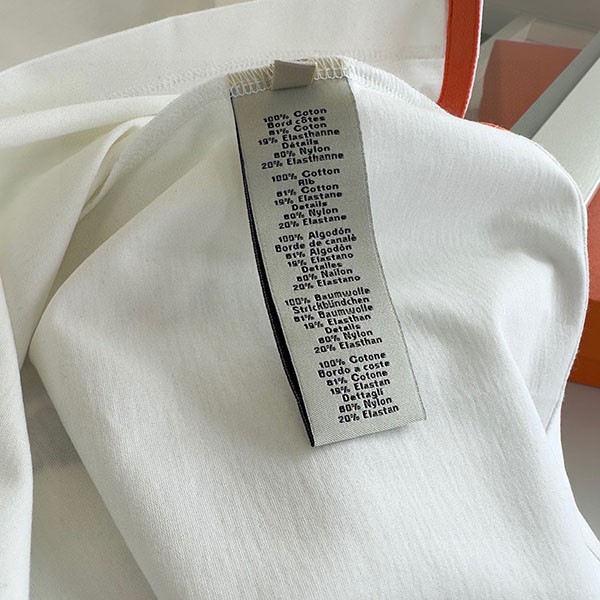 100% Coton
Bord côtes
81% Coton
19% Elasthanne
Détails
80% Nylon
20% Elasthanne
100% Cotton
Rib
81% Cotton
19% Elastane
Details
80% Nylon
20% Elastane
100% Algodón
Borde de canalé
81% Algodón
19% Elastano
Detalles
80% Nailon
20% Elastano
100% Baumwolle
Strickbündchen
81% Baumwolle
19% Elasthan
Details
80% Nylon
20% Elasthan
100% Cotone
Bordo a coste
81% Cotone
19% Elastan
Dettagli
80% Nylon
20% Elastan